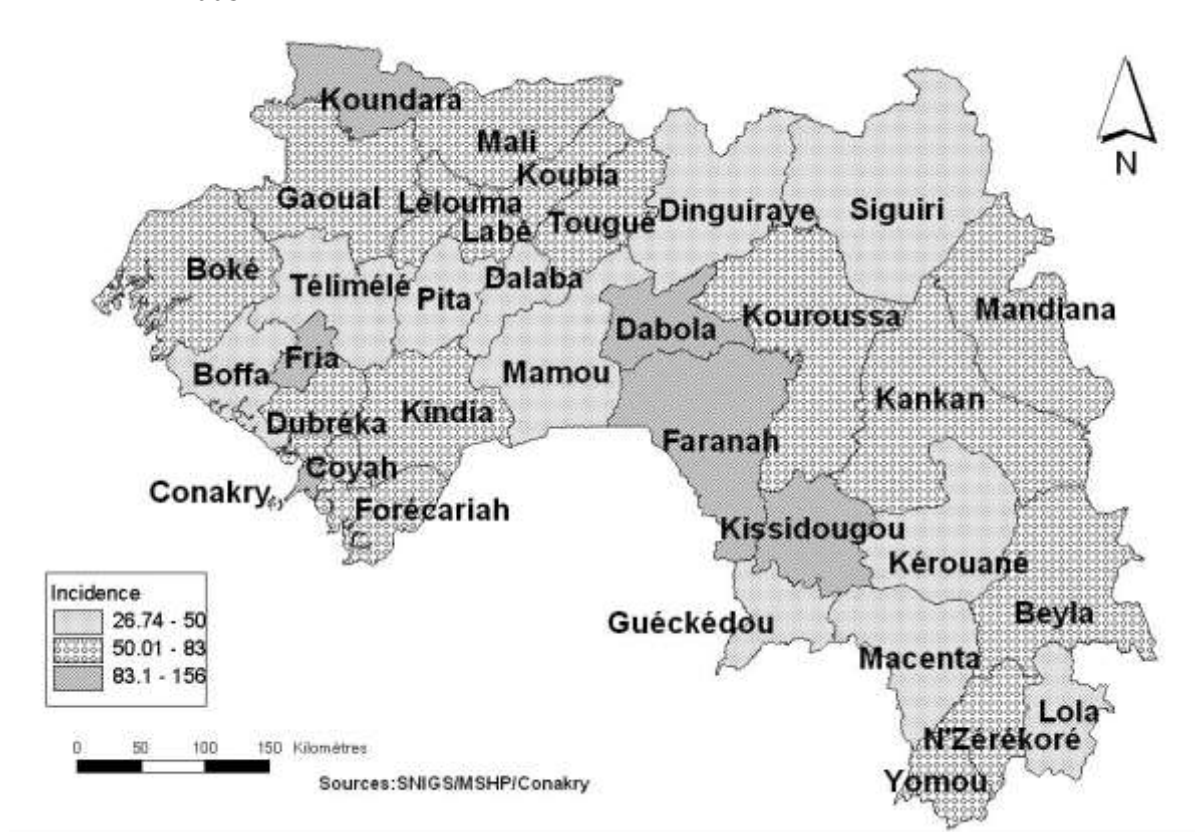 Koundara
Mali
Koubia
Gaoual
Lélouma
Labé
Tougué
Dinguiraye
Siguiri
Boké
Télimélé
Pita
Dalaba
Dabola
Kouroussa
Mandiana
Boffa
Fria
Mamou
Kankan
Dubréka
Kindia
Faranah
Coyah
Conakry
Forécariah
Kissidougou
Kérouané
Guéckédou
Beyla
Macenta
Lola
N'Zérékoré
Yomou
N
Incidence
26.74 - 50
50.01 - 83
83.1 - 156
0 50 100 150 Kilométres
Sources:SNIGS/MSHP/Conakry